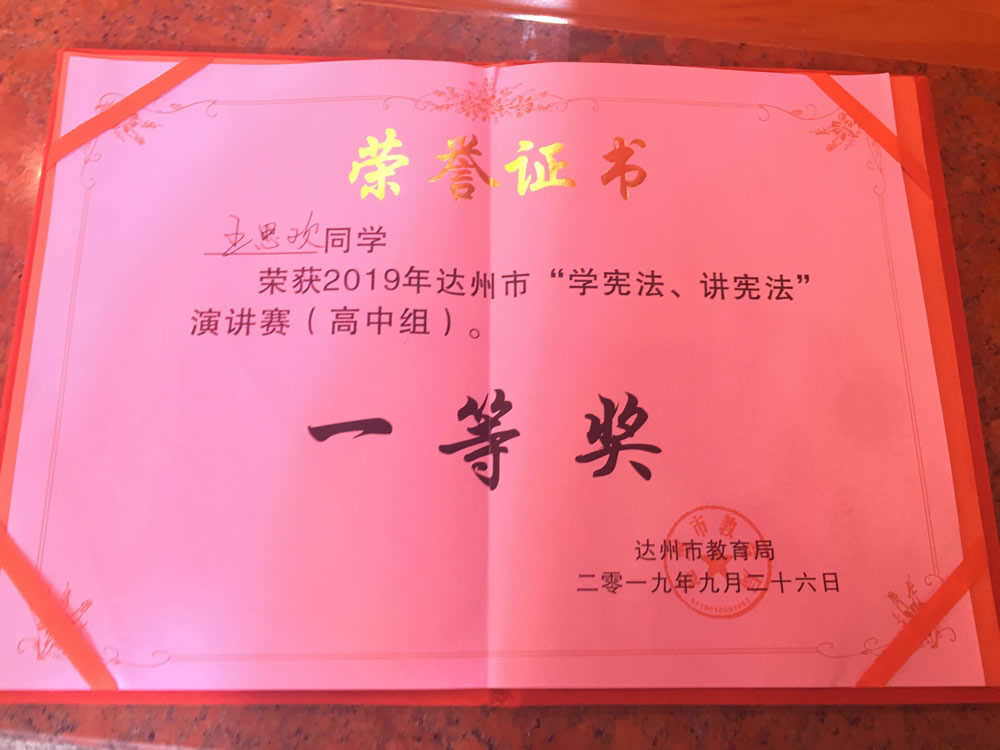 荣誉证书
王思欢同学
荣获2019年达州市“学宪法、讲宪法”
演讲赛（高中组）。
一等奖
达州市教育局
二零一九年九月二十六日